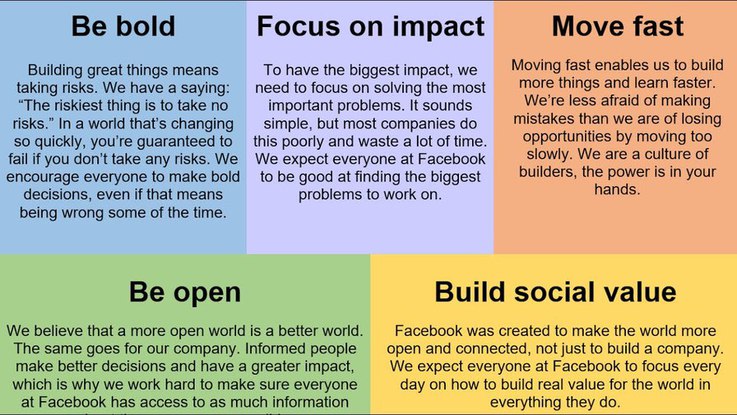 Be bold
Building great things means
taking risks. We have a saying:
“The riskiest thing is to take no
risks.” In a world that’s changing
so quickly, you’re guaranteed to
fail if you don’t take any risks. We
encourage everyone to make bold
decisions, even if that means
being wrong some of the time.
Focus on impact
To have the biggest impact, we
need to focus on solving the most
important problems. It sounds
simple, but most companies do
this poorly and waste a lot of time.
We expect everyone at Facebook
to be good at finding the biggest
problems to work on.
Move fast
Moving fast enables us to build
more things and learn faster.
We’re less afraid of making
mistakes than we are of losing
opportunities by moving too
slowly. We are a culture of
builders, the power is in your
hands.
Be open
We believe that a more open world is a better world.
The same goes for our company. Informed people
make better decisions and have a greater impact,
which is why we work hard to make sure everyone
at Facebook has access to as much information
Build social value
Facebook was created to make the world more
open and connected, not just to build a company.
We expect everyone at Facebook to focus every
day on how to build real value for the world in
everything they do.